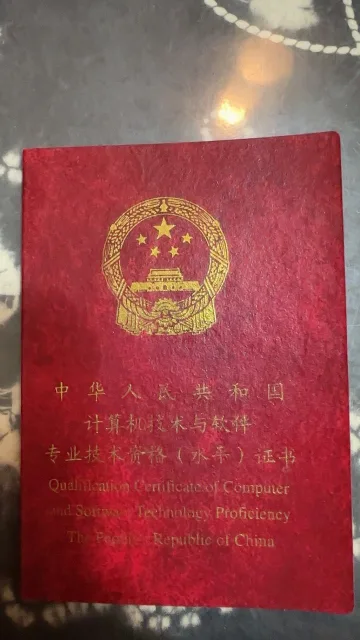 中华人民共和国
计算机技术与软件
专业技术资格（水平）证书
Qualification Certificate of Computer
and Software Technology Proficiency
The People's Republic of China